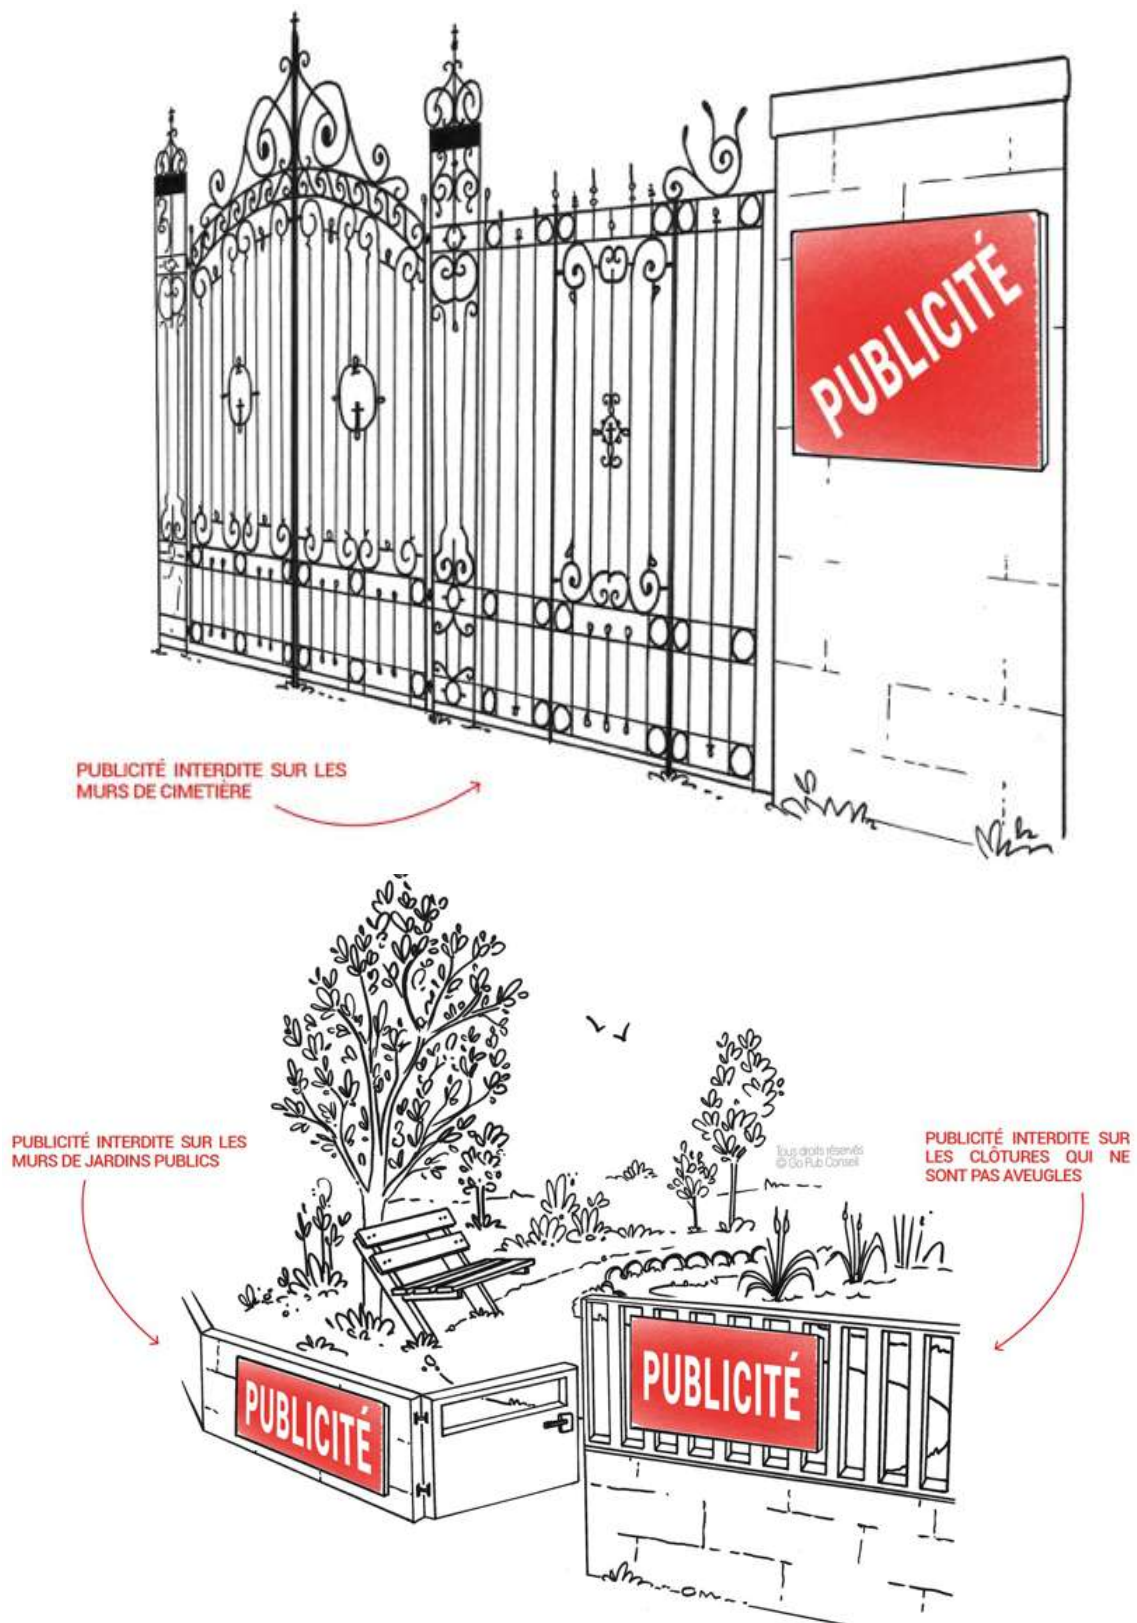 PUBLICITÉ
PUBLICITÉ INTERDITE SUR LES
MURS DE CIMETIÈRE
PUBLICITÉ INTERDITE SUR LES
MURS DE JARDINS PUBLICS
Tous droits réservés
© Go Pub Conseil
PUBLICITÉ INTERDITE SUR
LES CLÔTURES QUI NE
SONT PAS AVEUGLES
PUBLICITÉ
PUBLICITÉ